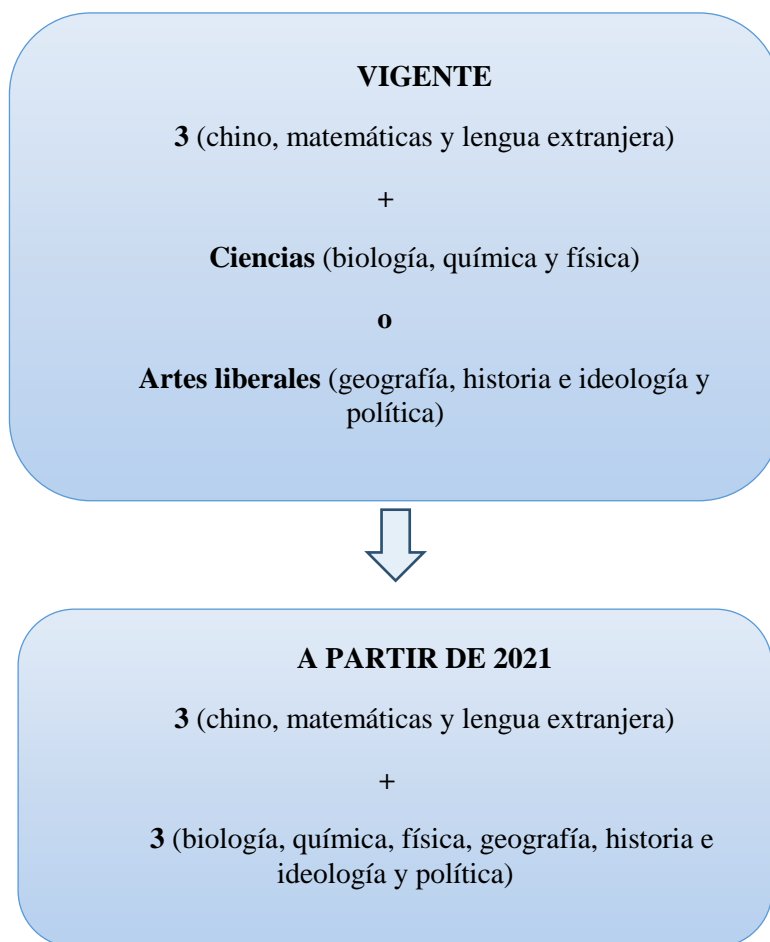 VIGENTE
3 (chino, matemáticas y lengua extranjera)
+
Ciencias (biología, química y física)
o
Artes liberales (geografía, historia e ideología y
política)
A PARTIR DE 2021
3 (chino, matemáticas y lengua extranjera)
+
3 (biología, química, física, geografía, historia e
ideología y política)